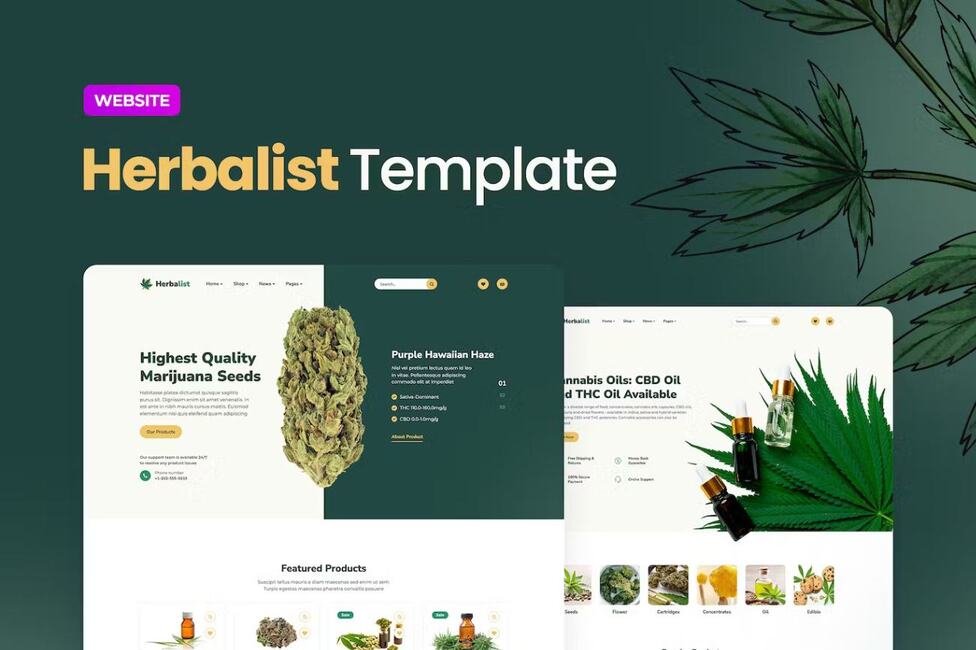 WEBSITE
Herbalist Template
Herbalist
Home
Shop
News
Pages
Search...
Highest Quality
Marijuana Seeds
Habitasse platea dictumst quisque sagittis
purus sit. Dignissim enim sit amet venenatis. In
est ante in nibh mauris cursus mattis. Euismod
elementum nisi quis eleifend quam adipiscing.
Our Products
Our support team is available 24/7
to resolve any product issues
Phone number
Purple Hawaiian Haze
Nisl vel pretium lectus quam id leo
in vitae. Pellentesque adipiscing
commodo elit at imperdiet
Sativa-Dominant
THC 110.0-160.0mg/g
CBD 0.0-1.0mg/g
About Product
01
02
03
Featured Products
Suscipit tellus mauris a diam maecenas sed enim ut sem
Turpis egestas maecenas pharetra convallis posuere
Sale
Sale
Herbalist
Home
Shop
News
Pages
Search...
nnabis Oils: CBD Oil
d THC Oil Available
Free Shipping &
Returns
Money Back
Guarantee
100% Secure
Payment
Online Support
Seeds
Flower
Cartridges
Concentrates
Oil
Edible